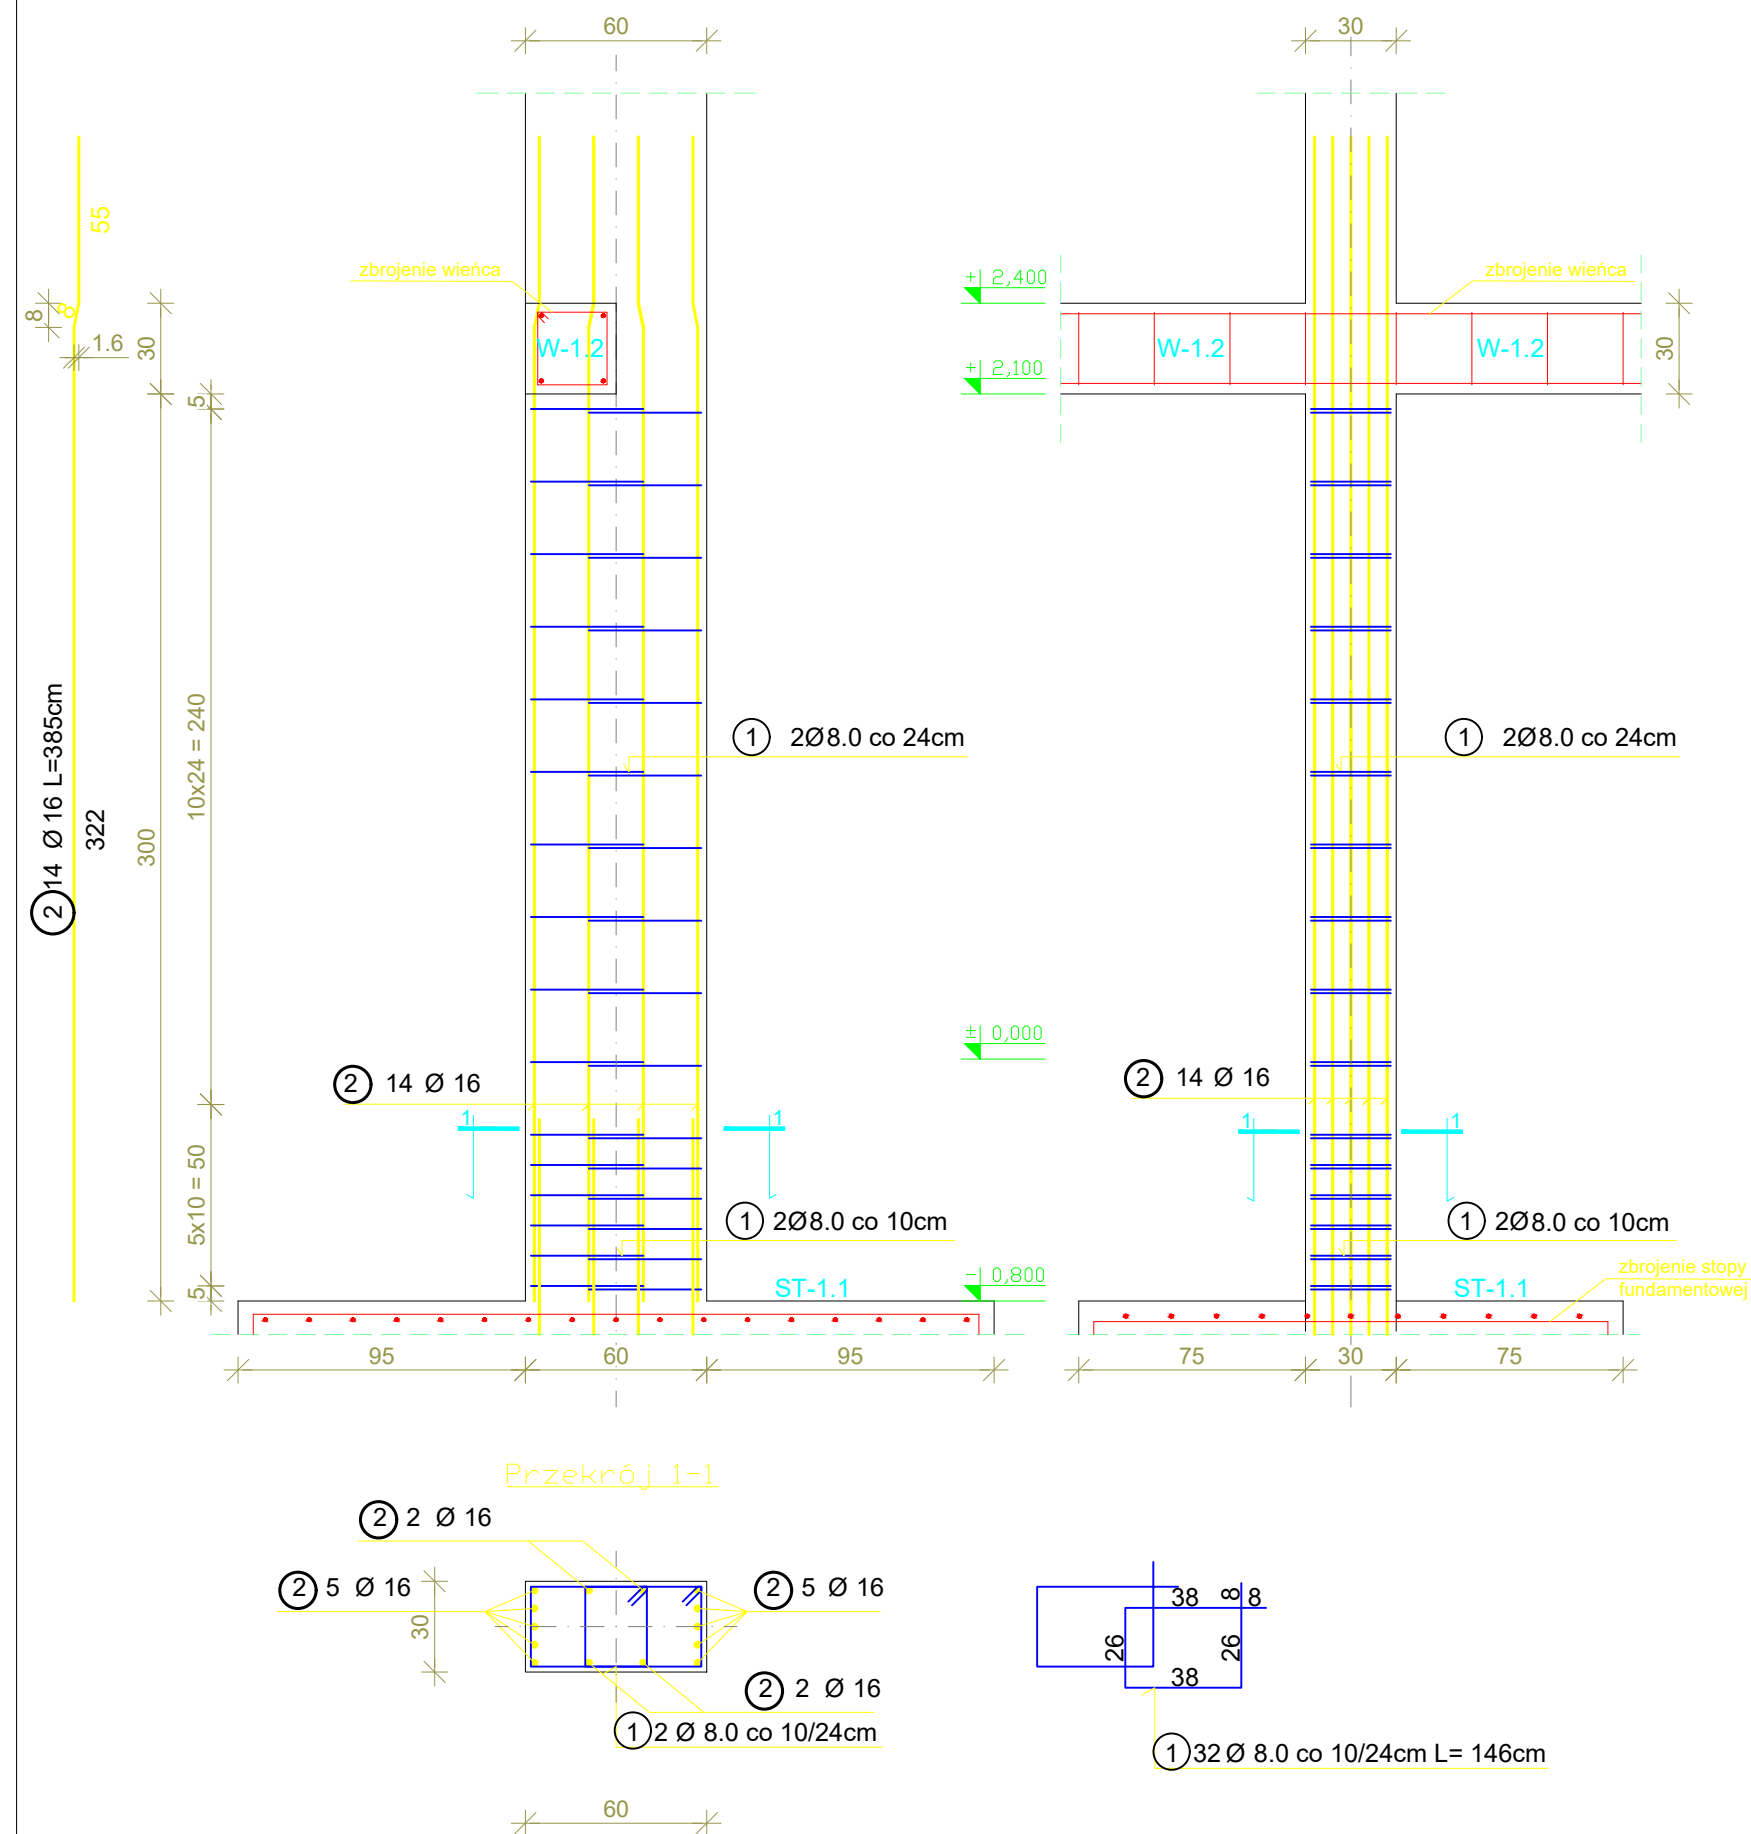 60
30
55
zbrojenie wieńca
+| 2,400
zbrojenie wieńca
8
8
1.6
30
W-1.2
W-1.2
W-1.2
30
+| 2,100
5
2 14 Ø 16 L=385cm
322
300
10x24 = 240
1 2Ø8.0 co 24cm
1 2Ø8.0 co 24cm
±| 0,000
2 14 Ø 16
2 14 Ø 16
1
1
1
1
5x10 = 50
1 2Ø8.0 co 10cm
1 2Ø8.0 co 10cm
5
ST-1.1
-| 0,800
ST-1.1
zbrojenie stopy
fundamentowej
95
60
95
75
30
75
Przekrój 1-1
2 2 Ø 16
2 5 Ø 16
2 5 Ø 16
30
2 2 Ø 16
1 2 Ø 8.0 co 10/24cm
38
8
8
26
26
38
1 32 Ø 8.0 co 10/24cm L= 146cm
60